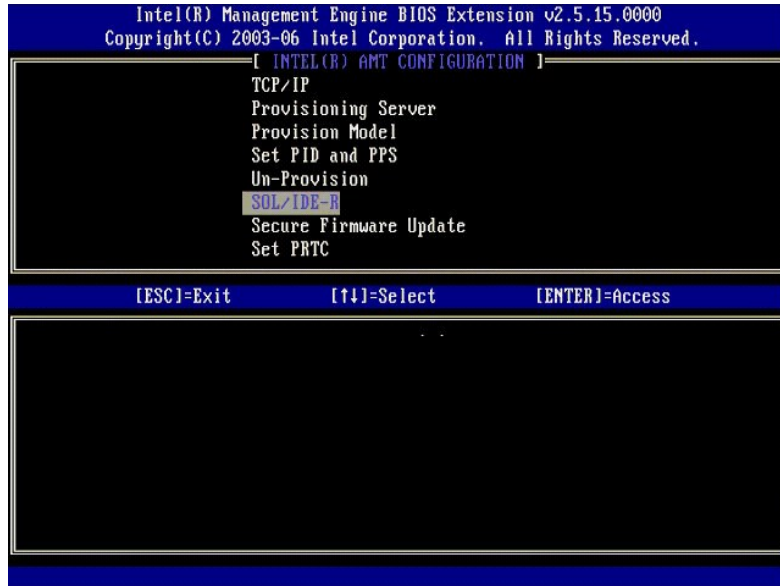 Intel(R) Management Engine BIOS Extension v2.5.15.0000
Copyright(C) 2003-06 Intel Corporation. All Rights Reserved.
[ INTEL(R) AMT CONFIGURATION ]
TCP/IP
Provisioning Server
Provision Model
Set PID and PPS
Un-Provision
SOL/IDE-R
Secure Firmware Update
Set PRTC
[ESC]=Exit [↑↓]=Select [ENTER]=Access